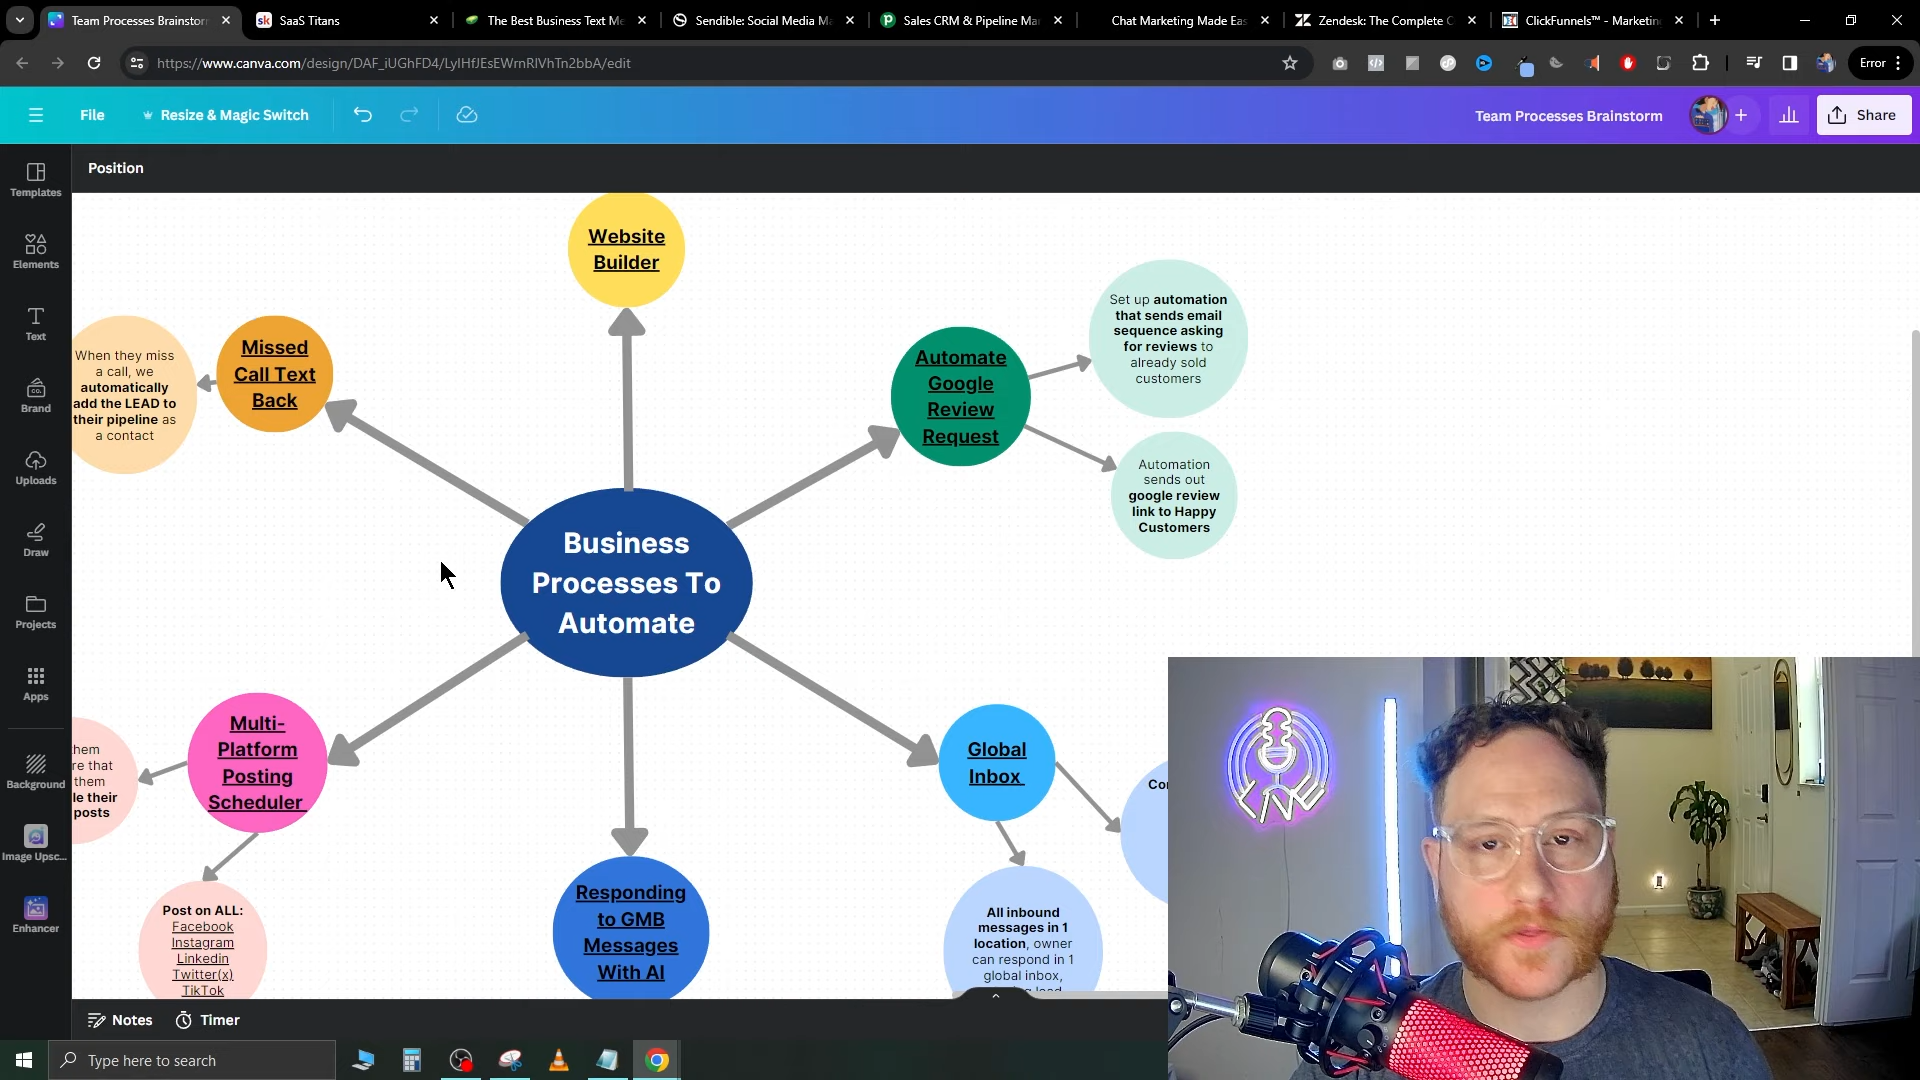 Team Processes Brainstor
SaaS Titans
The Best Business Text Me
Sendible: Social Media Ma
Sales CRM & Pipeline Mar
Chat Marketing Made Eas
Zendesk: The Complete C
ClickFunnels™ - Marketin
https://www.canva.com/design/DAF_iUGhFD4/LyIHfJEsEWrnRIVhTn2bbA/edit
Error
File
Resize & Magic Switch
Team Processes Brainstorm
Share
Position
Templates
Elements
Text
Brand
Uploads
Draw
Projects
Apps
Background
Image Upsc...
Enhancer
Website
Builder
Missed
Call Text
Back
When they miss
a call, we
automatically
add the LEAD to
their pipeline as
a contact
Automate
Google
Review
Request
Set up automation
that sends email
sequence asking
for reviews to
already sold
customers
Automation
sends out
google review
link to Happy
Customers
Business
Processes To
Automate
Multi-
Platform
Posting
Scheduler
hem
re that
them
le their
posts
Post on ALL:
Facebook
Instagram
Linkedin
Twitter(x)
TikTok
Responding
to GMB
Messages
With AI
Global
Inbox
Co
All inbound
messages in 1
location, owner
can respond in 1
global inbox,
lead
LIVE
Notes
Timer
Type here to search